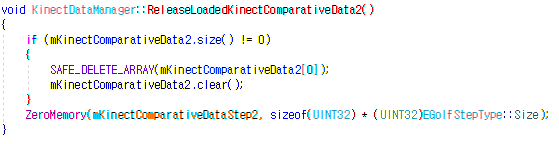 void KinectDataManager::ReleaseLoadedKinectComparativeData2()
{
    if (mKinectComparativeData2.size() != 0)
    {
        SAFE_DELETE_ARRAY(mKinectComparativeData2[0]);
        mKinectComparativeData2.clear();
    }
    ZeroMemory(mKinectComparativeDataStep2, sizeof(UINT32) * (UINT32)EGolfStepType::Size);
}